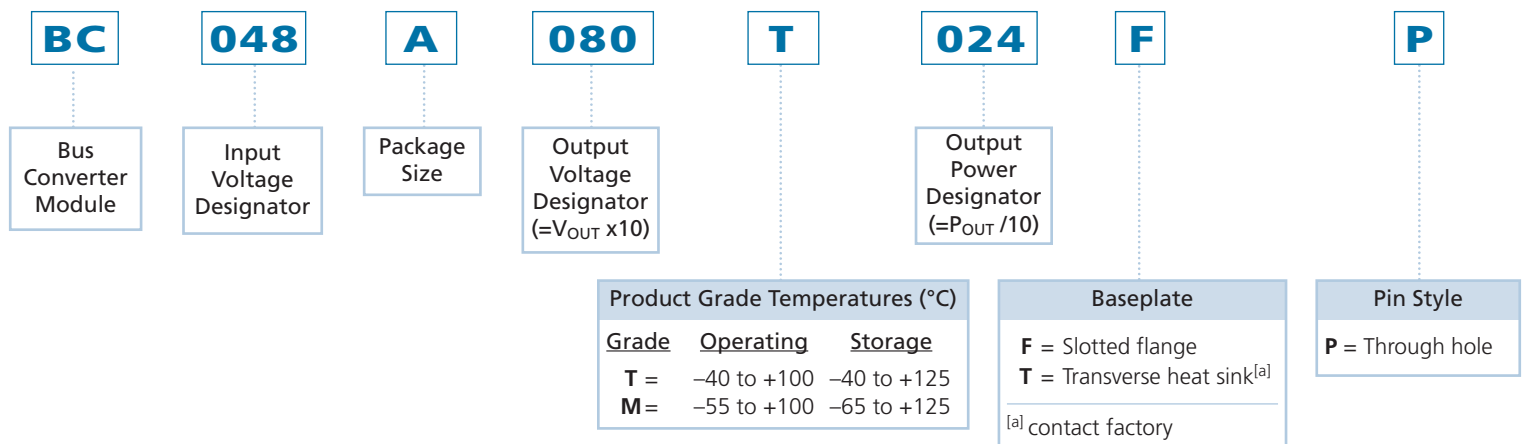 BC 048 A 080 T 024 F P
Bus
Converter
Module
Input
Voltage
Designator
Package
Size
Output
Voltage
Designator
(=VOUT x10)
Output
Power
Designator
(=POUT /10)
Product Grade Temperatures (°C)
Grade Operating Storage
T = –40 to +100 –40 to +125
M = –55 to +100 –65 to +125
Baseplate
F = Slotted flange
T = Transverse heat sink[a]
[a] contact factory
Pin Style
P = Through hole